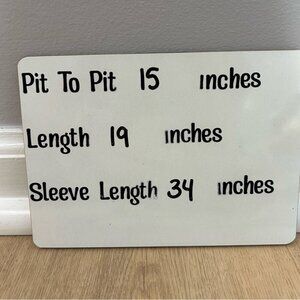 Pit To Pit 15 inches
Length 19 inches
Sleeve Length 34 inches